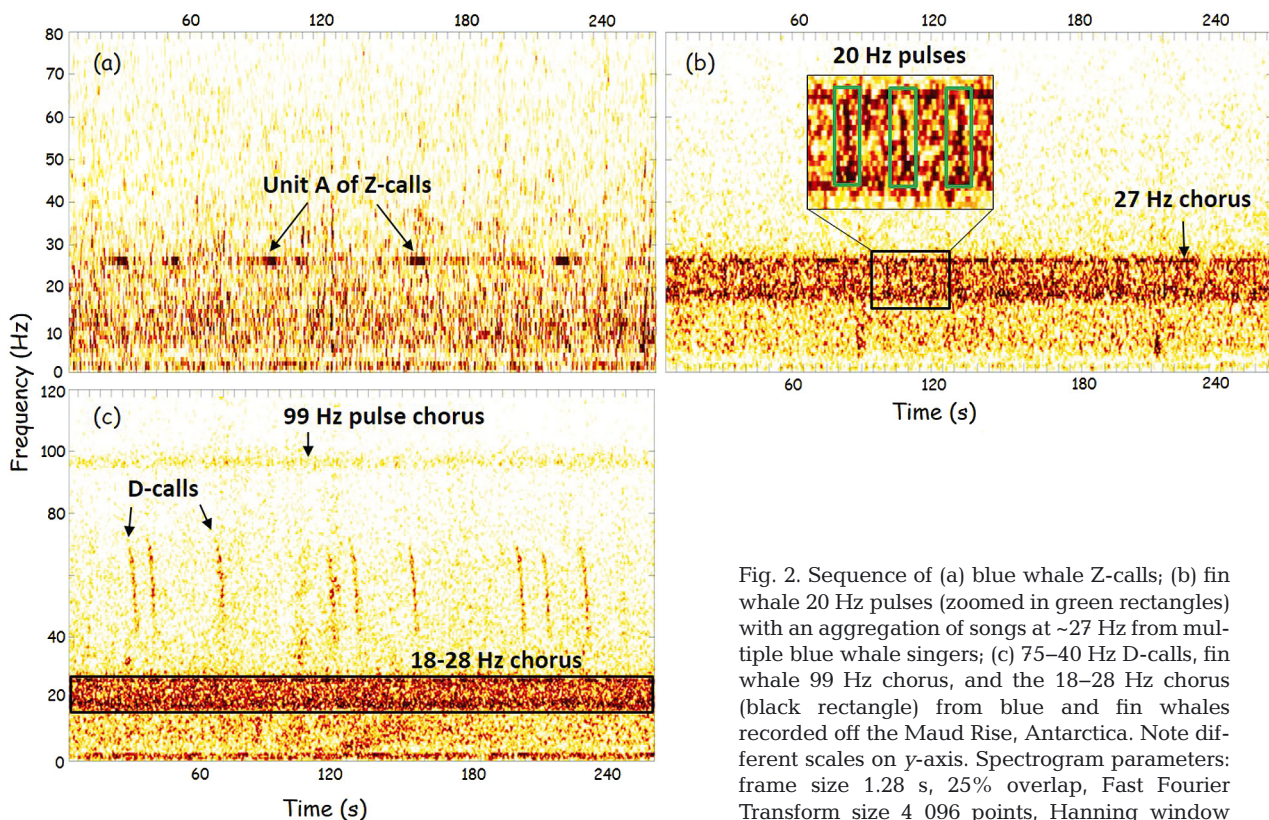 60 120 180 240
60 120 180 240
80
70
60
50
40
30
20
10
0
(a)
Unit A of Z-calls
(b)
20 Hz pulses
27 Hz chorus
60 120 180 240
Time (s)
Frequency (Hz)
120
100
80
40
20
0
(c)
99 Hz pulse chorus
D-calls
18-28 Hz chorus
60 120 180 240
Time (s)
Fig. 2. Sequence of (a) blue whale Z-calls; (b) fin
whale 20 Hz pulses (zoomed in green rectangles)
with an aggregation of songs at ~27 Hz from mul-
tiple blue whale singers; (c) 75–40 Hz D-calls, fin
whale 99 Hz chorus, and the 18–28 Hz chorus
(black rectangle) from blue and fin whales
recorded off the Maud Rise, Antarctica. Note dif-
ferent scales on y-axis. Spectrogram parameters:
frame size 1.28 s, 25% overlap, Fast Fourier
Transform size 4 096 points, Hanning window